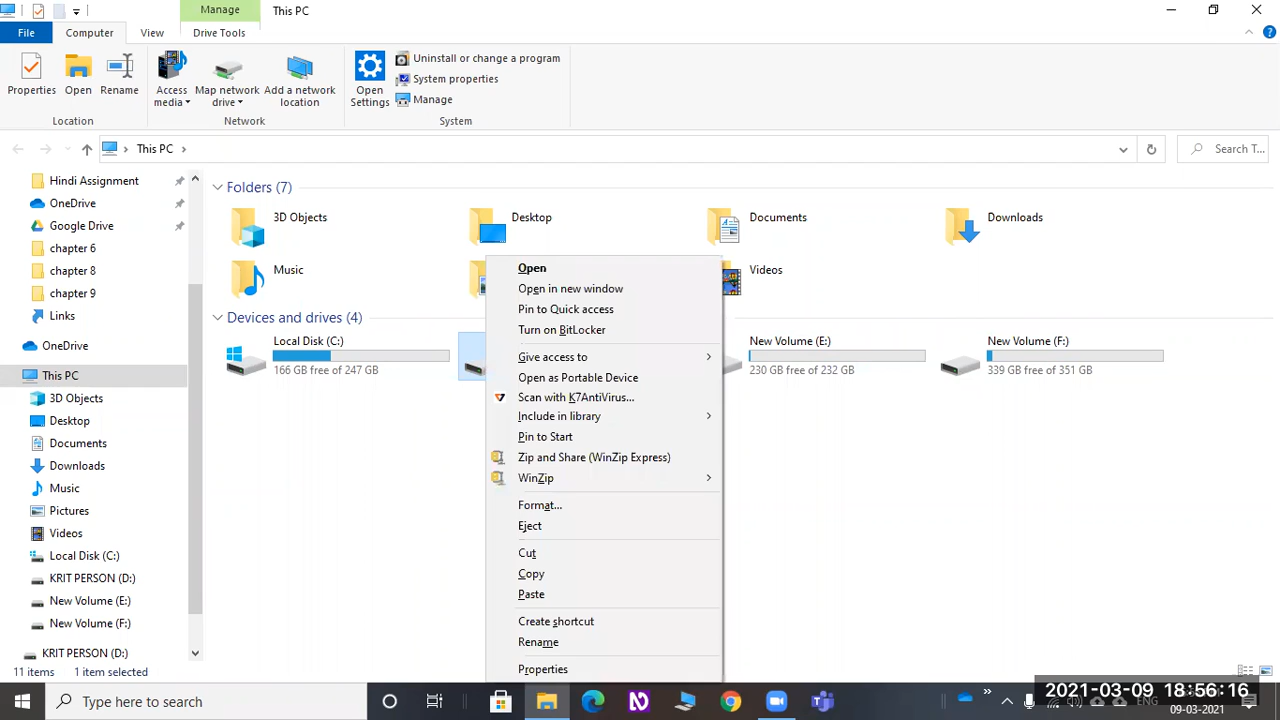 Manage
This PC
File
Computer
View
Drive Tools
Properties
Open
Rename
Access media
Map network drive
Add a network location
Open Settings
Uninstall or change a program
System properties
Manage
Location
Network
System
This PC
Search T...
Hindi Assignment
OneDrive
Google Drive
chapter 6
chapter 8
chapter 9
Links
OneDrive
This PC
3D Objects
Desktop
Documents
Downloads
Music
Pictures
Videos
Local Disk (C:)
KRIT PERSON (D:)
New Volume (E:)
New Volume (F:)
KRIT PERSON (D:)
Folders (7)
3D Objects
Desktop
Documents
Downloads
Music
Videos
Devices and drives (4)
Local Disk (C:)
166 GB free of 247 GB
New Volume (E:)
230 GB free of 232 GB
New Volume (F:)
339 GB free of 351 GB
Open
Open in new window
Pin to Quick access
Turn on BitLocker
Give access to
Open as Portable Device
Scan with K7AntiVirus...
Include in library
Pin to Start
Zip and Share (WinZip Express)
WinZip
Format...
Eject
Cut
Copy
Paste
Create shortcut
Rename
Properties
11 items
1 item selected
Type here to search
2021-03-09 18:56:16
ENG
09-03-2021